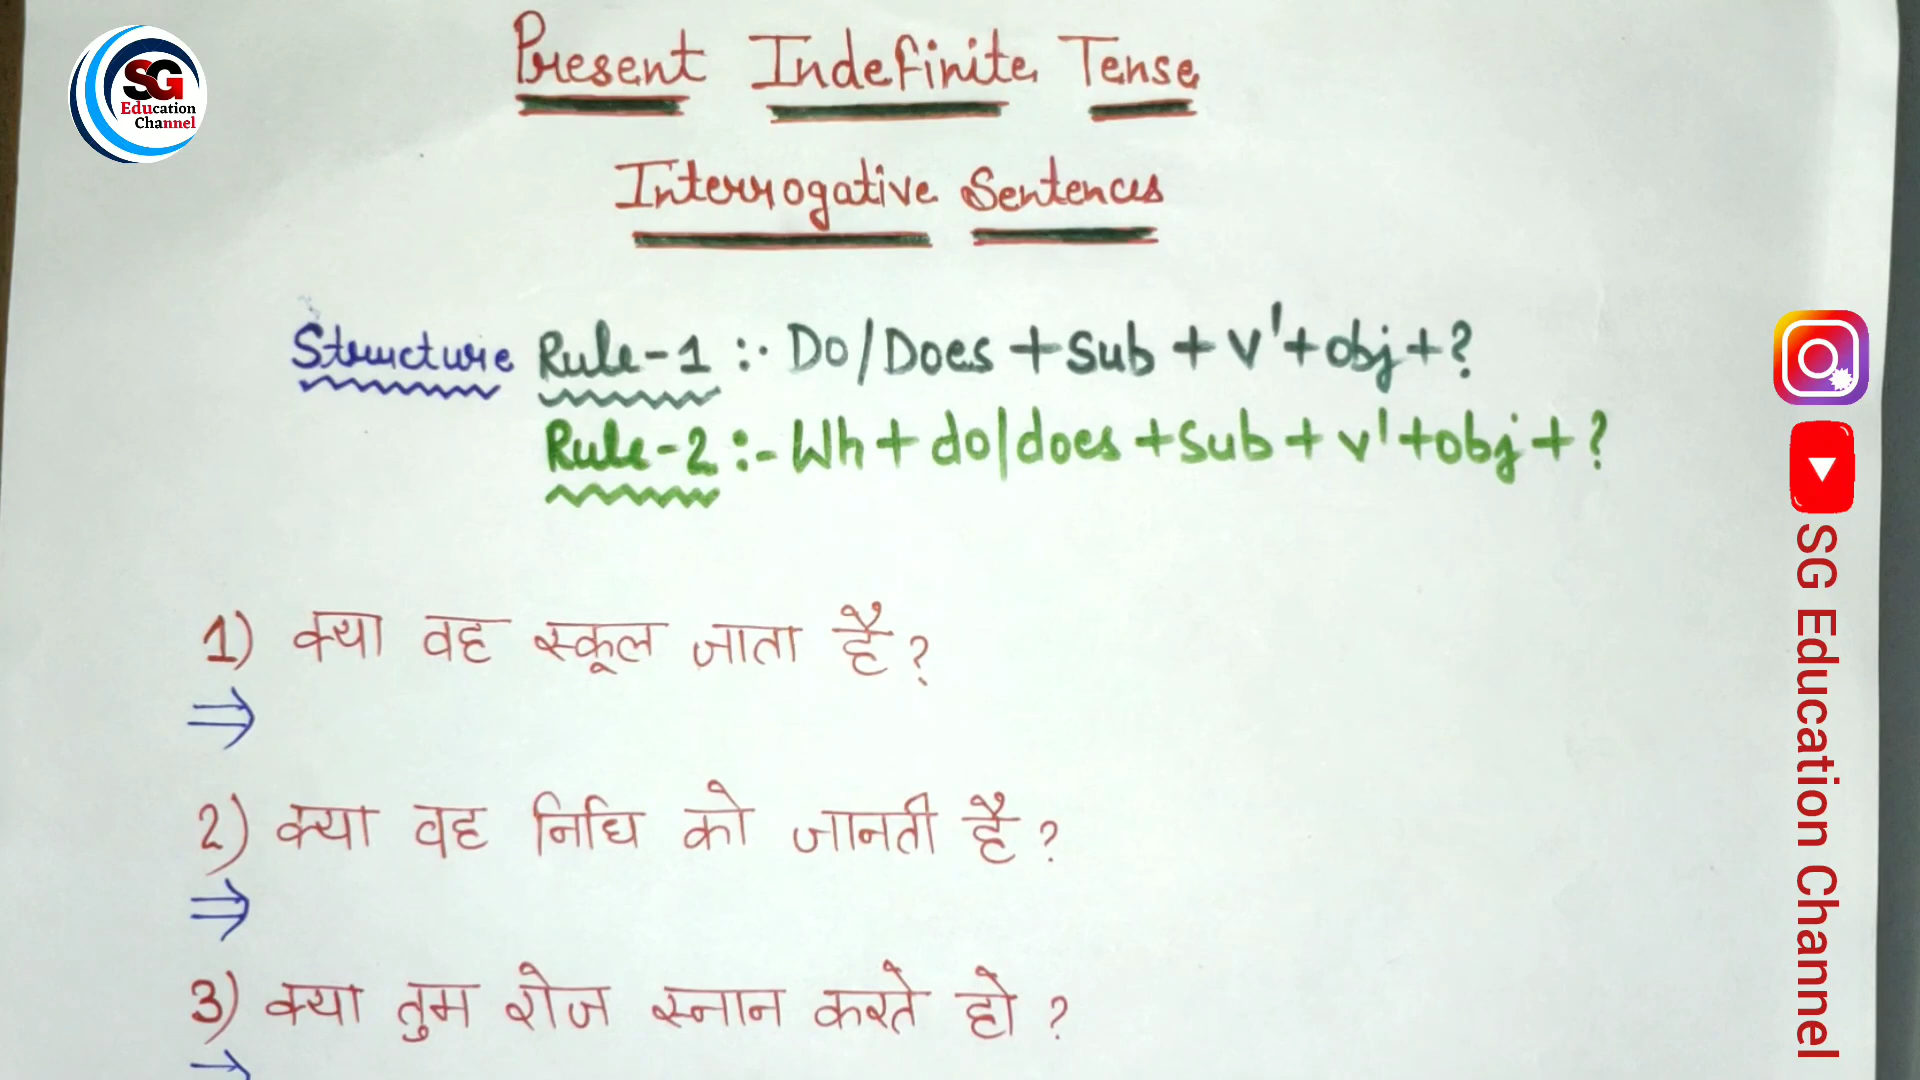 SG
Education
Channel
Present Indefinite Tense
Interrogative Sentences
Structure Rule-1 :- Do/Does + Sub + V¹ + obj + ?
Rule-2 :- Wh + do/does + Sub + V¹ + obj + ?
1) क्या वह स्कूल जाता है ?
⇒
2) क्या वह निधि को जानती है ?
⇒
3) क्या तुम रोज स्नान करते हो ?
SG Education Channel